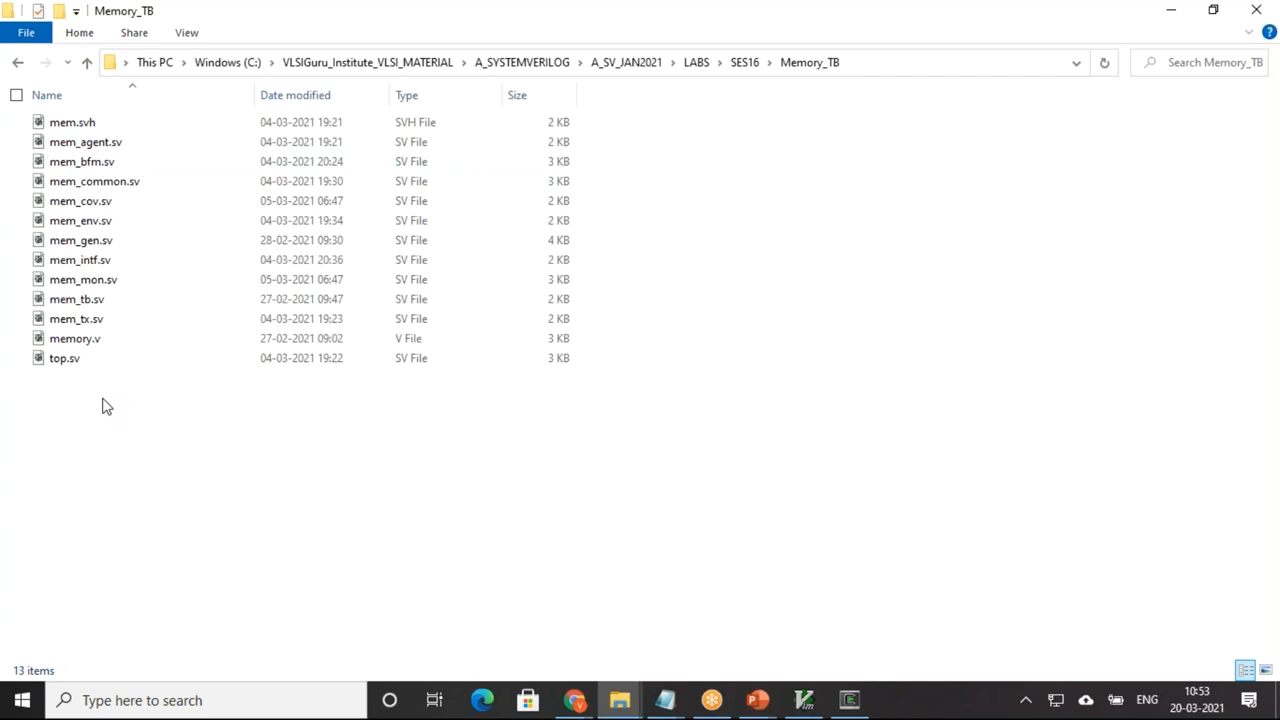 Memory_TB
File Home Share View
This PC Windows (C:) VLSIGuru_Institute_VLSI_MATERIAL A_SYSTEMVERILOG A_SV_JAN2021 LABS SES16 Memory_TB Search Memory_TB
Name Date modified Type Size
mem.svh 04-03-2021 19:21 SVH File 2 KB
mem_agent.sv 04-03-2021 19:21 SV File 2 KB
mem_bfm.sv 04-03-2021 20:24 SV File 3 KB
mem_common.sv 04-03-2021 19:30 SV File 3 KB
mem_cov.sv 05-03-2021 06:47 SV File 2 KB
mem_env.sv 04-03-2021 19:34 SV File 2 KB
mem_gen.sv 28-02-2021 09:30 SV File 4 KB
mem_intf.sv 04-03-2021 20:36 SV File 2 KB
mem_mon.sv 05-03-2021 06:47 SV File 3 KB
mem_tb.sv 27-02-2021 09:47 SV File 2 KB
mem_tx.sv 04-03-2021 19:23 SV File 2 KB
memory.v 27-02-2021 09:02 V File 3 KB
top.sv 04-03-2021 19:22 SV File 3 KB
13 items
Type here to search ENG 10:53
20-03-2021